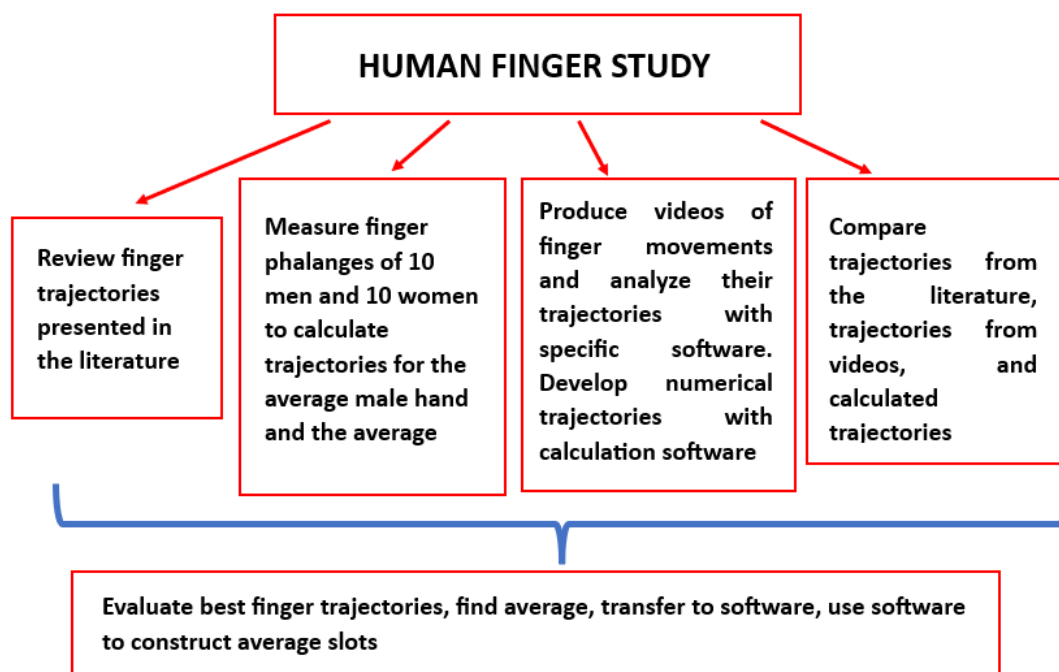 HUMAN FINGER STUDY
Review finger
trajectories
presented in
the literature
Measure finger
phalanges of 10
men and 10 women
to calculate
trajectories for the
average male hand
and the average
Produce videos of
finger movements
and analyze their
trajectories with
specific software.
Develop numerical
trajectories with
calculation software
Compare
trajectories from
the literature,
trajectories from
videos, and
calculated
trajectories
Evaluate best finger trajectories, find average, transfer to software, use software
to construct average slots